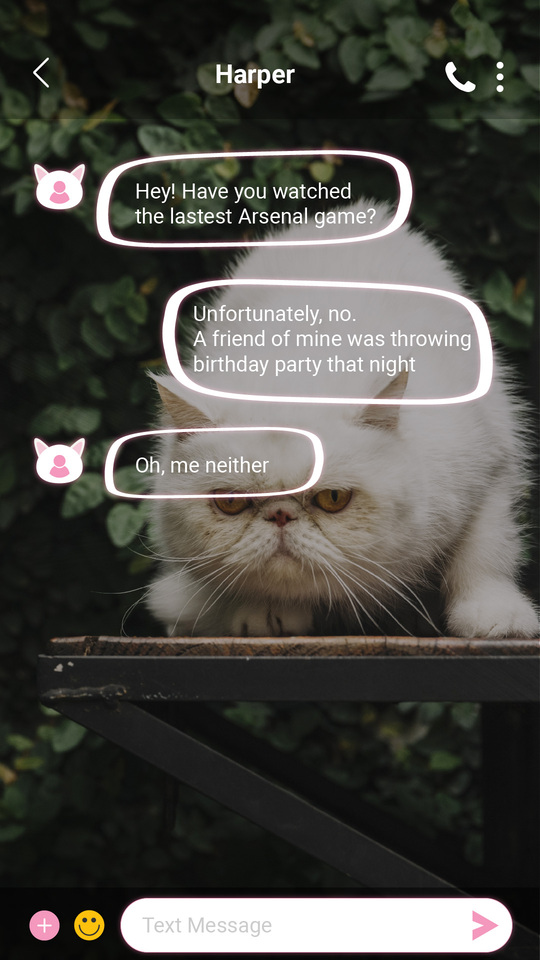 Harper
Hey! Have you watched
the lastest Arsenal game?
Unfortunately, no.
A friend of mine was throwing
birthday party that night
Oh, me neither
Text Message